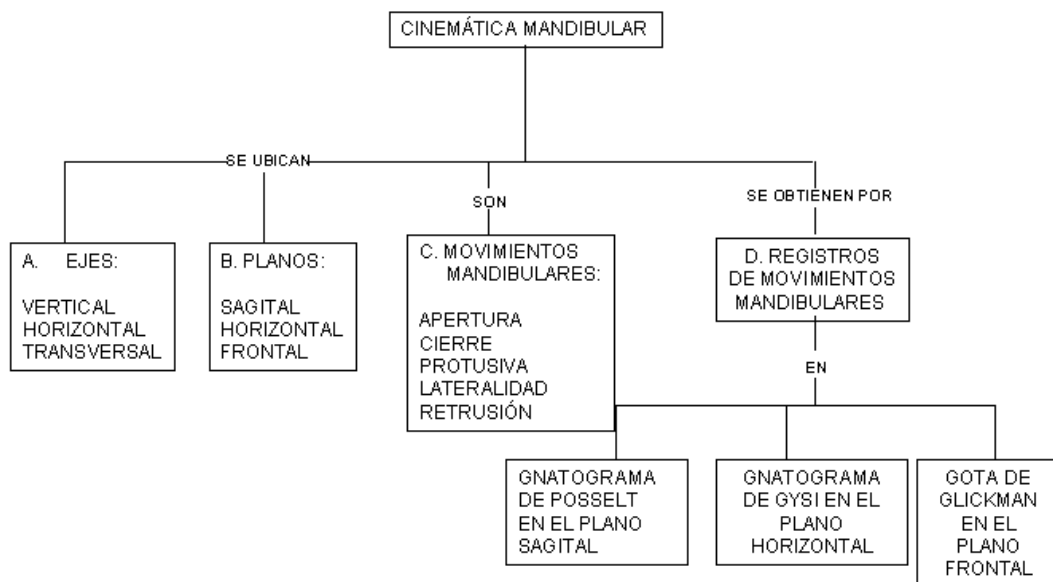 CINEMÁTICA MANDIBULAR
SE UBICAN
SON
SE OBTIENEN POR
A. EJES:
VERTICAL
HORIZONTAL
TRANSVERSAL
B. PLANOS:
SAGITAL
HORIZONTAL
FRONTAL
C. MOVIMIENTOS
MANDIBULARES:
APERTURA
CIERRE
PROTUSIVA
LATERALIDAD
RETRUSIÓN
D. REGISTROS
DE MOVIMIENTOS
MANDIBULARES
EN
GNATOGRAMA
DE POSSELT
EN EL PLANO
SAGITAL
GNATOGRAMA
DE GYSI EN EL
PLANO
HORIZONTAL
GOTA DE
GLICKMAN
EN EL
PLANO
FRONTAL